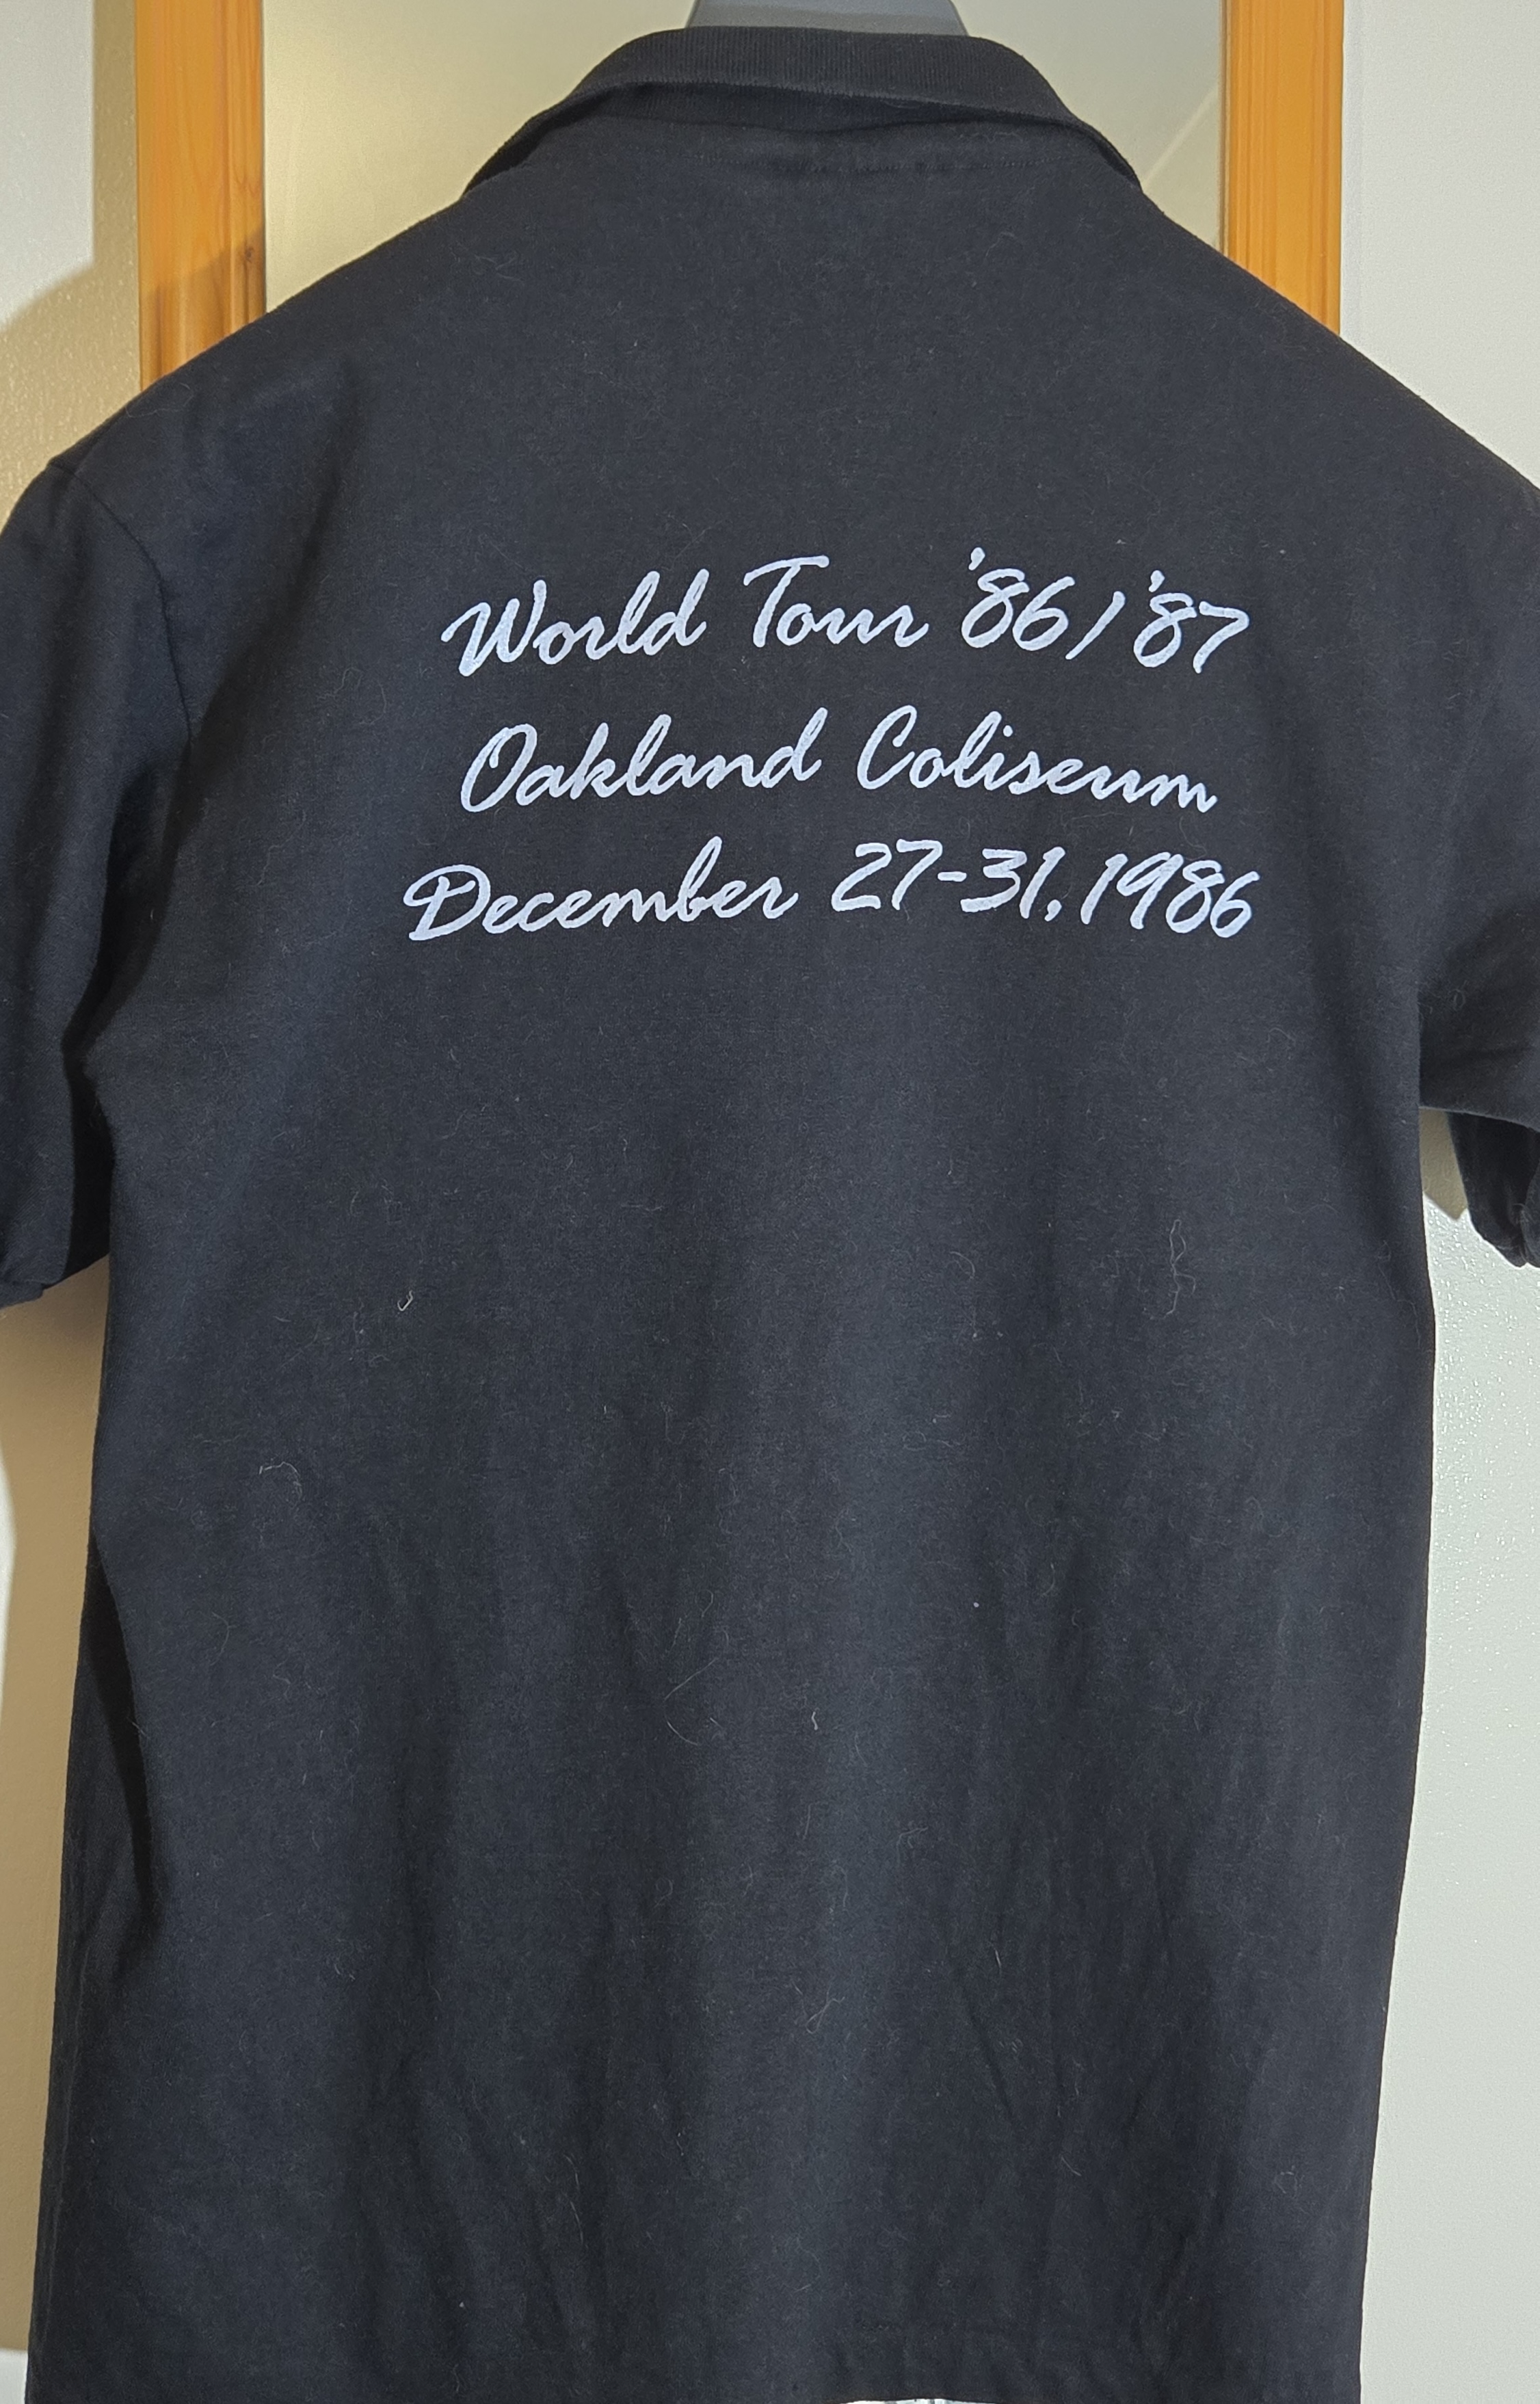 World Tour '86/'87
Oakland Coliseum
December 27-31, 1986